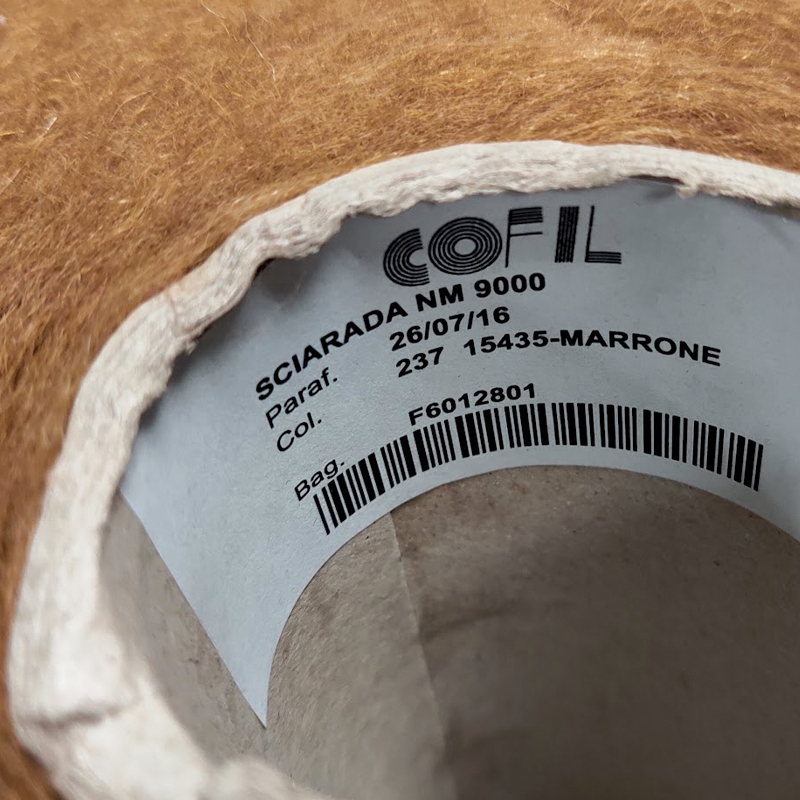 COFIL
SCIARADA NM 9000
Paraf. 26/07/16
Col. 237 15435-MARRONE
Bag. F6012801